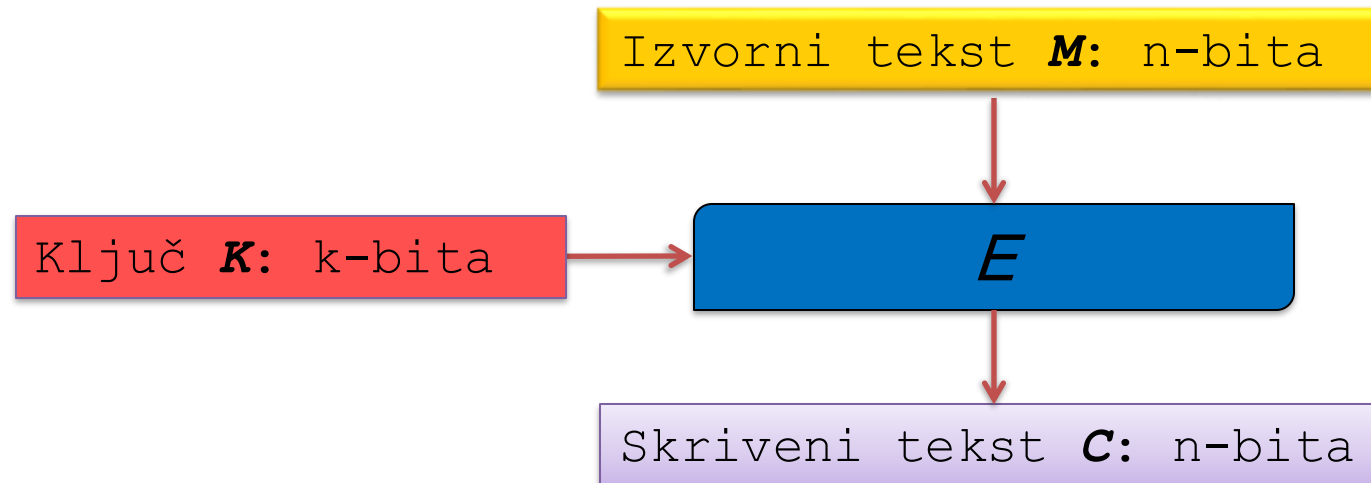 Izvorni tekst M: n-bita
Ključ K: k-bita
E
Skriveni tekst C: n-bita